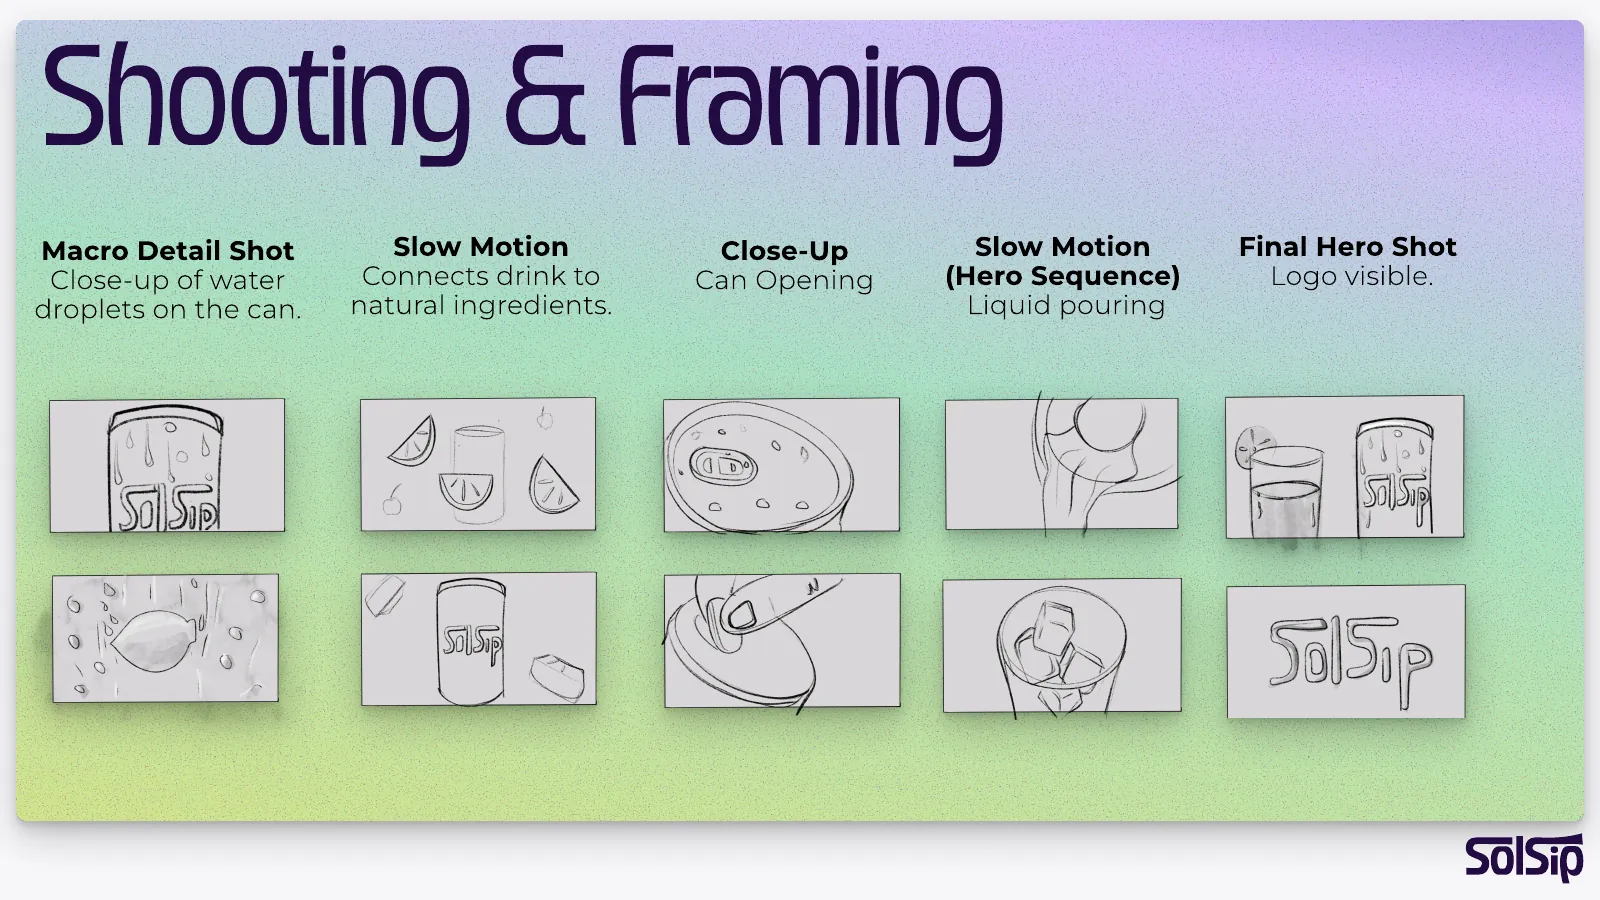 Shooting & Framing
Macro Detail Shot
Close-up of water
droplets on the can.
Slow Motion
Connects drink to
natural ingredients.
Close-Up
Can Opening
Slow Motion
(Hero Sequence)
Liquid pouring
Final Hero Shot
Logo visible.
SolSip
SolSip
SolSip
SolSip
SolSip